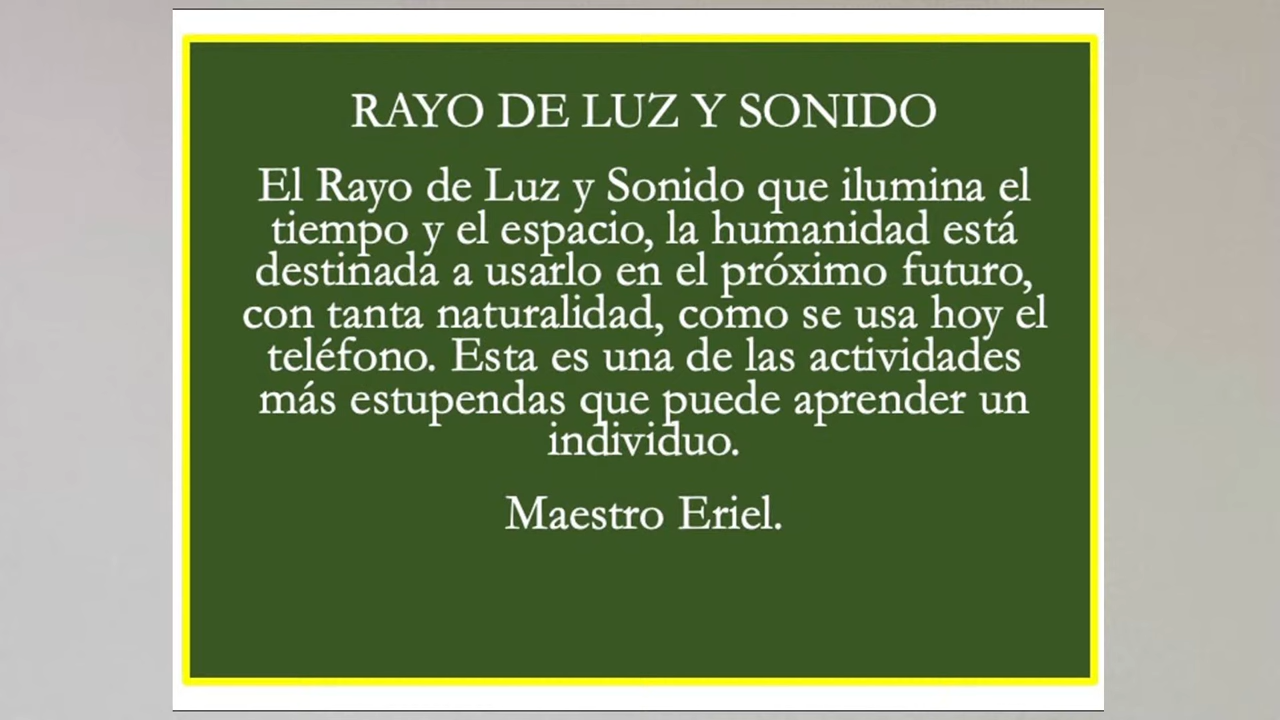 RAYO DE LUZ Y SONIDO
El Rayo de Luz y Sonido que ilumina el
tiempo y el espacio, la humanidad está
destinada a usarlo en el próximo futuro,
con tanta naturalidad, como se usa hoy el
teléfono. Esta es una de las actividades
más estupendas que puede aprender un
individuo.
Maestro Eriel.